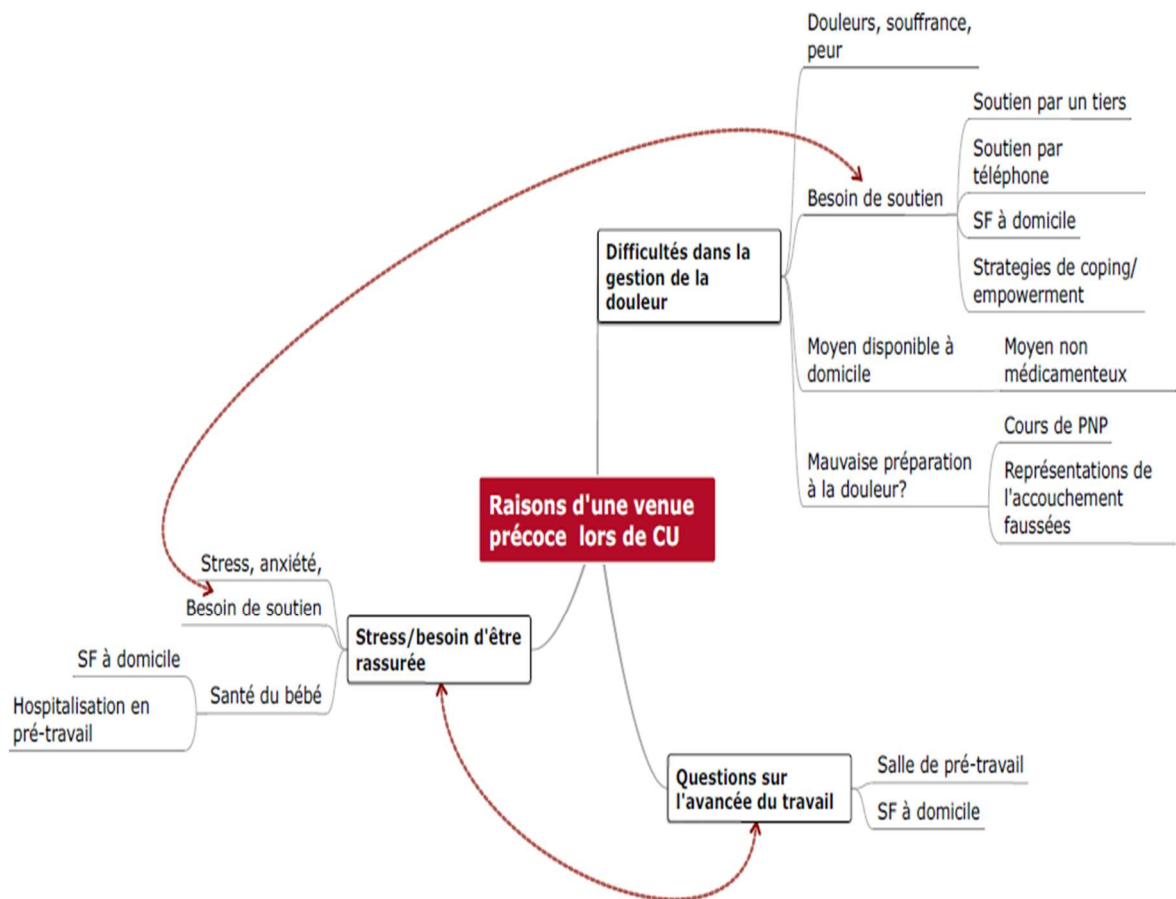 Douleurs, souffrance,
peur
Soutien par un tiers
Soutien par
téléphone
Besoin de soutien
SF à domicile
Strategies de coping/
empowerment
Difficultés dans la
gestion de la
douleur
Moyen disponible à
domicile
Moyen non
médicamenteux
Cours de PNP
Mauvaise préparation
à la douleur?
Représentations de
l'accouchement
faussées
Raisons d'une venue
précoce lors de CU
Stress, anxiété,
Besoin de soutien
Stress/besoin d'être
rassurée
SF à domicile
Santé du bébé
Hospitalisation en
pré-travail
Questions sur
l'avancée du travail
Salle de pré-travail
SF à domicile